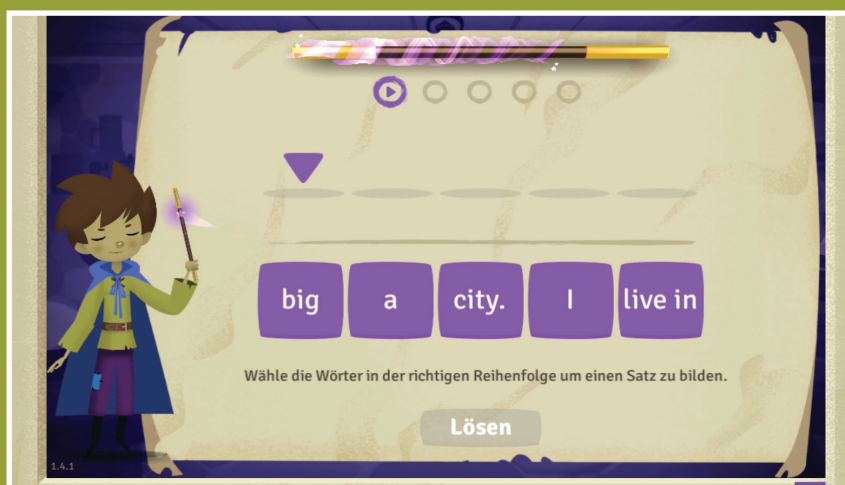 big a city. I live in
Wähle die Wörter in der richtigen Reihenfolge um einen Satz zu bilden.
Lösen
1.4.1